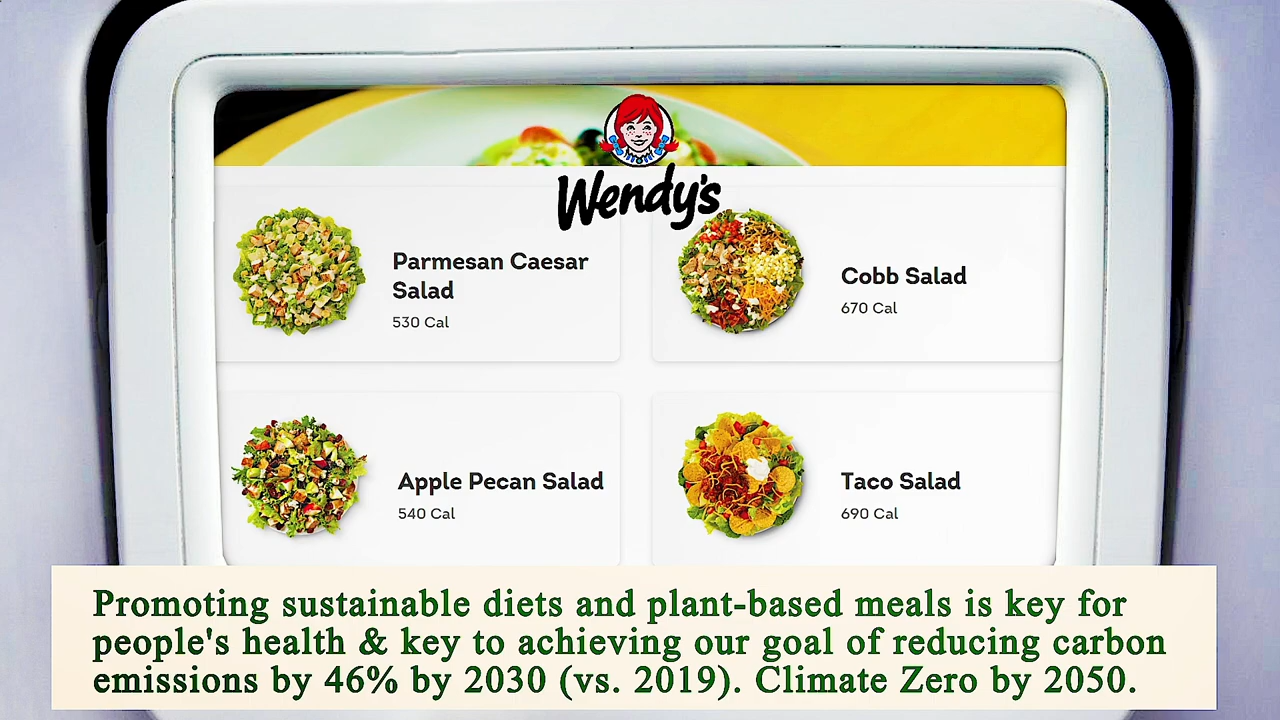 Wendy's
Parmesan Caesar
Salad
530 Cal
Cobb Salad
670 Cal
Apple Pecan Salad
540 Cal
Taco Salad
690 Cal
Promoting sustainable diets and plant-based meals is key for
people's health & key to achieving our goal of reducing carbon
emissions by 46% by 2030 (vs. 2019). Climate Zero by 2050.